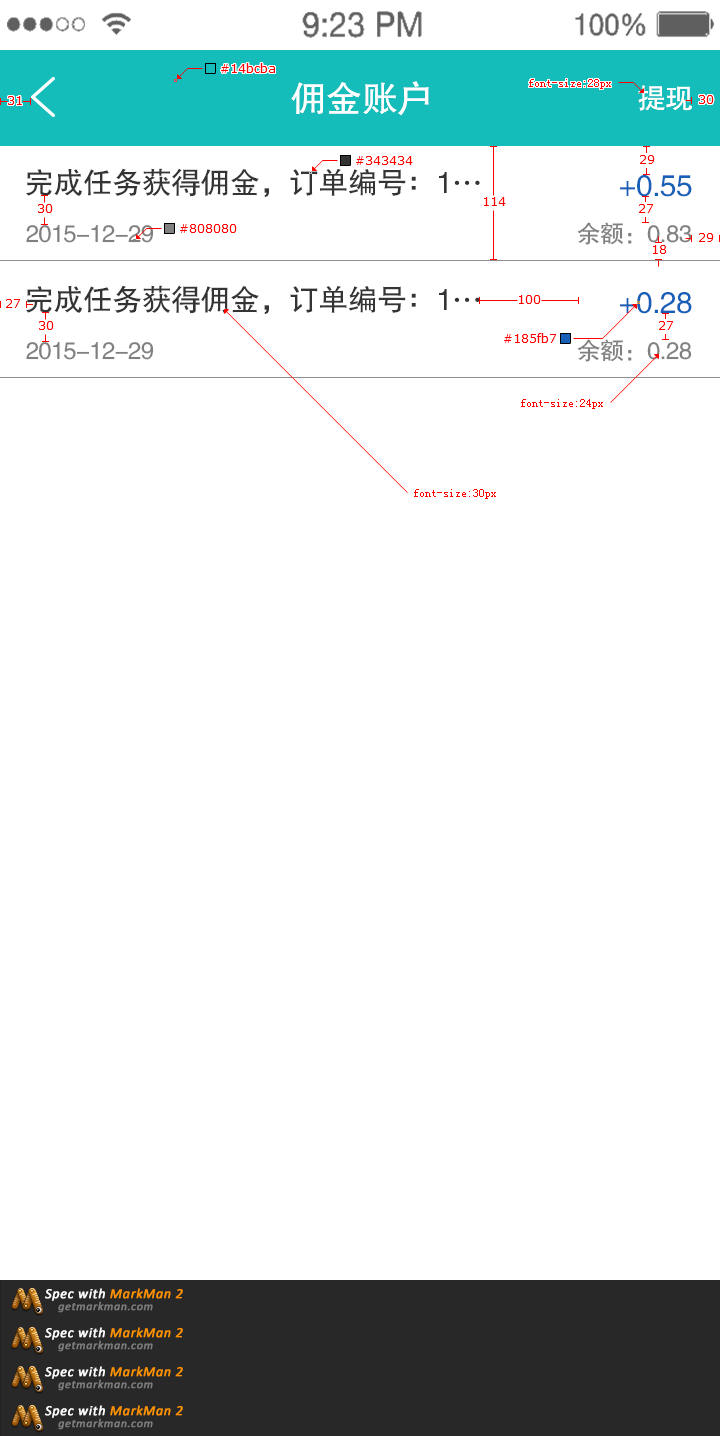 9:23 PM 100%
#14bcba
31 佣金账户 font-size:28px 提现 30
#343434 29
完成任务获得佣金，订单编号：1… +0.55
30 114 27
2015-12-29 #808080 余额：0.83 29
18
27 完成任务获得佣金，订单编号：1… 100 +0.28
30 27
#185fb7
2015-12-29 余额：0.28
font-size:24px
font-size:30px
Spec with MarkMan 2
getmarkman.com
Spec with MarkMan 2
getmarkman.com
Spec with MarkMan 2
getmarkman.com
Spec with MarkMan 2
getmarkman.com